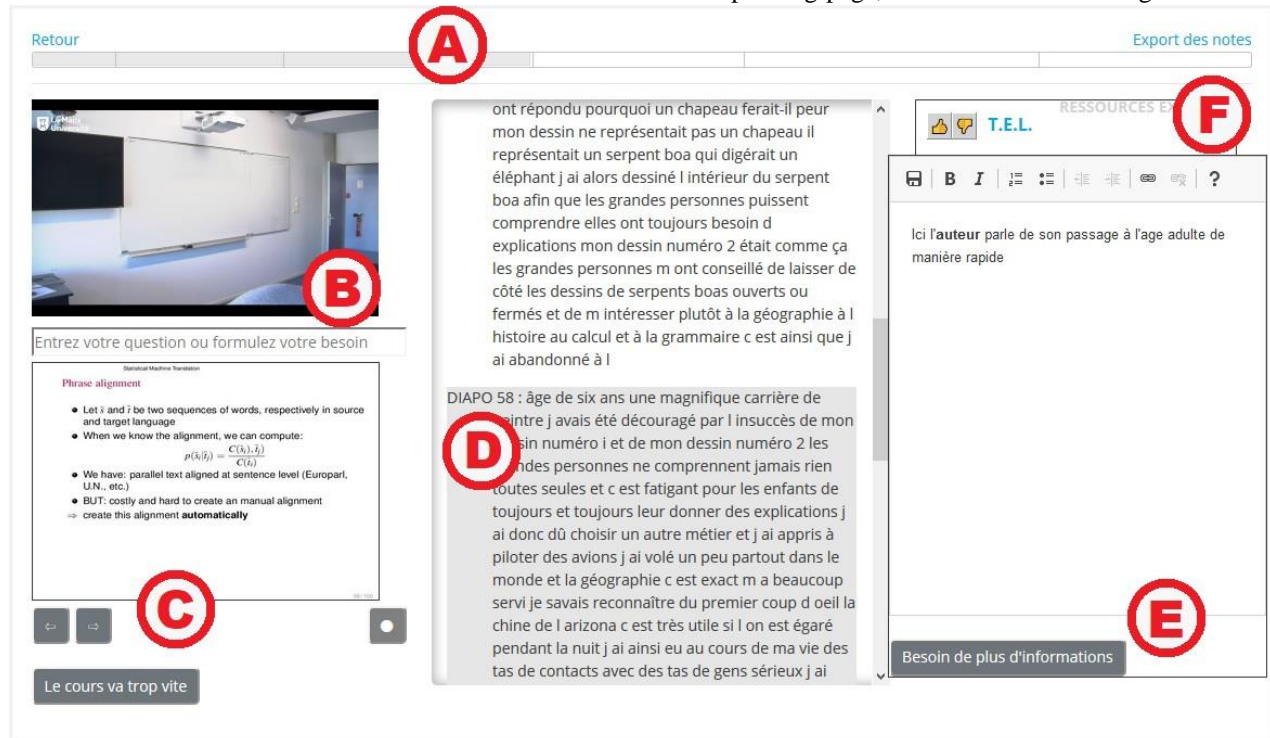 page,
Retour
A
Export des notes
LeMans
Université
B
Entrez votre question ou formulez votre besoin
Statistical Machine Translation
Phrase alignment
• Let s̄ and t̄ be two sequences of words, respectively in source
and target language
• When we know the alignment, we can compute:
• We have: parallel text aligned at sentence level (Europarl,
U.N., etc.)
• BUT: costly and hard to create an manual alignment
⇒ create this alignment automatically
C
⇦ ⇨
Le cours va trop vite
ont répondu pourquoi un chapeau ferait-il peur
mon dessin ne représentait pas un chapeau il
représentait un serpent boa qui digérait un
éléphant j ai alors dessiné l intérieur du serpent
boa afin que les grandes personnes puissent
comprendre elles ont toujours besoin d
explications mon dessin numéro 2 était comme ça
les grandes personnes m ont conseillé de laisser de
côté les dessins de serpents boas ouverts ou
fermés et de m intéresser plutôt à la géographie à l
histoire au calcul et à la grammaire c est ainsi que j
ai abandonné à l
DIAPO 58 : âge de six ans une magnifique carrière de
eintre j avais été découragé par l insuccès de mon
D
sin numéro i et de mon dessin numéro 2 les
ndes personnes ne comprennent jamais rien
toutes seules et c est fatigant pour les enfants de
toujours et toujours leur donner des explications j
ai donc dû choisir un autre métier et j ai appris à
piloter des avions j ai volé un peu partout dans le
monde et la géographie c est exact m a beaucoup
servi je savais reconnaître du premier coup d oeil la
chine de l arizona c est très utile si l on est égaré
pendant la nuit j ai ainsi eu au cours de ma vie des
tas de contacts avec des tas de gens sérieux j ai
RESSOURCES E
F
T.E.L.
B I ?
Ici l'auteur parle de son passage à l'age adulte de
manière rapide
E
Besoin de plus d'informations